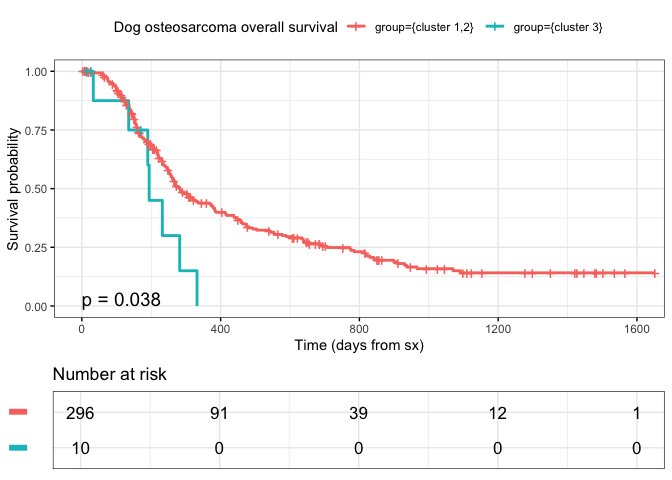 Dog osteosarcoma overall survival group={cluster 1,2} group={cluster 3}
Survival probability
1.00
0.75
0.50
0.25
0.00
p = 0.038
0 400 800 1200 1600
Time (days from sx)
Number at risk
296 91 39 12 1
10 0 0 0 0